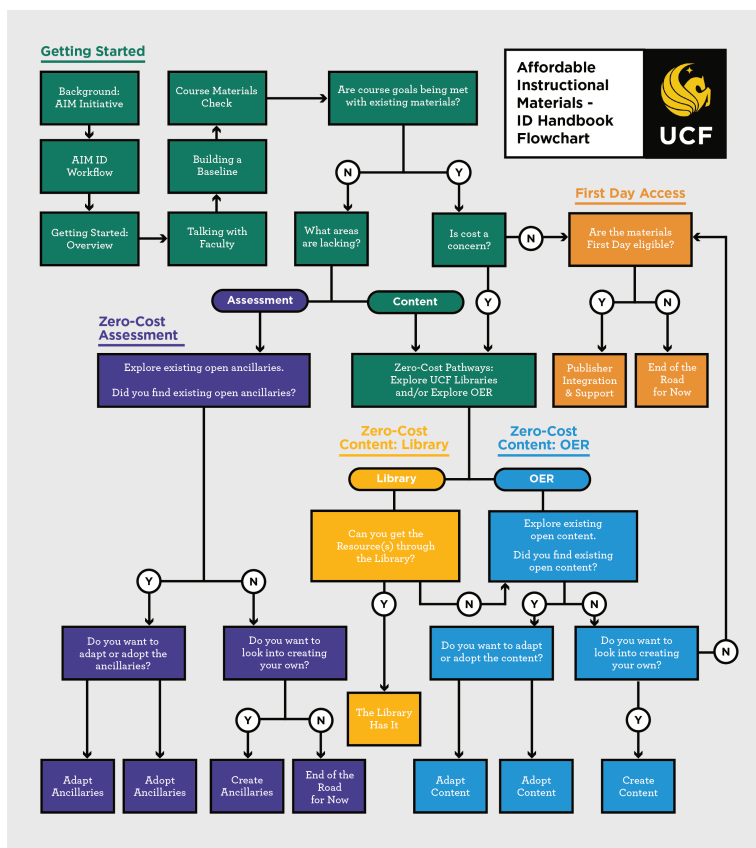 Getting Started
Affordable
Instructional
Materials -
ID Handbook
Flowchart
UCF
Background:
AIM Initiative
Course Materials
Check
Are course goals being met
with existing materials?
AIM ID
Workflow
Building a
Baseline
N
Y
First Day Access
Getting Started:
Overview
Talking with
Faculty
What areas
are lacking?
Is cost a
concern?
N
Are the materials
First Day eligible?
Assessment
Content
Y
Y
N
Zero-Cost
Assessment
Explore existing open ancillaries.
Did you find existing open ancillaries?
Zero-Cost Pathways:
Explore UCF Libraries
and/or Explore OER
Publisher
Integration
& Support
End of the
Road
for Now
Zero-Cost
Content: Library
Zero-Cost
Content: OER
Library
OER
Can you get the
Resource(s) through
the Library?
Explore existing
open content.
Did you find existing
open content?
Y
N
Y
N
Y
N
Do you want to
adapt or adopt the
ancillaries?
Do you want to
look into creating
your own?
Do you want to adapt
or adopt the content?
Do you want to
look into creating
your own?
N
Y
N
The Library
Has It
Y
Adapt
Ancillaries
Adopt
Ancillaries
Create
Ancillaries
End of the
Road
for Now
Adapt
Content
Adopt
Content
Create
Content